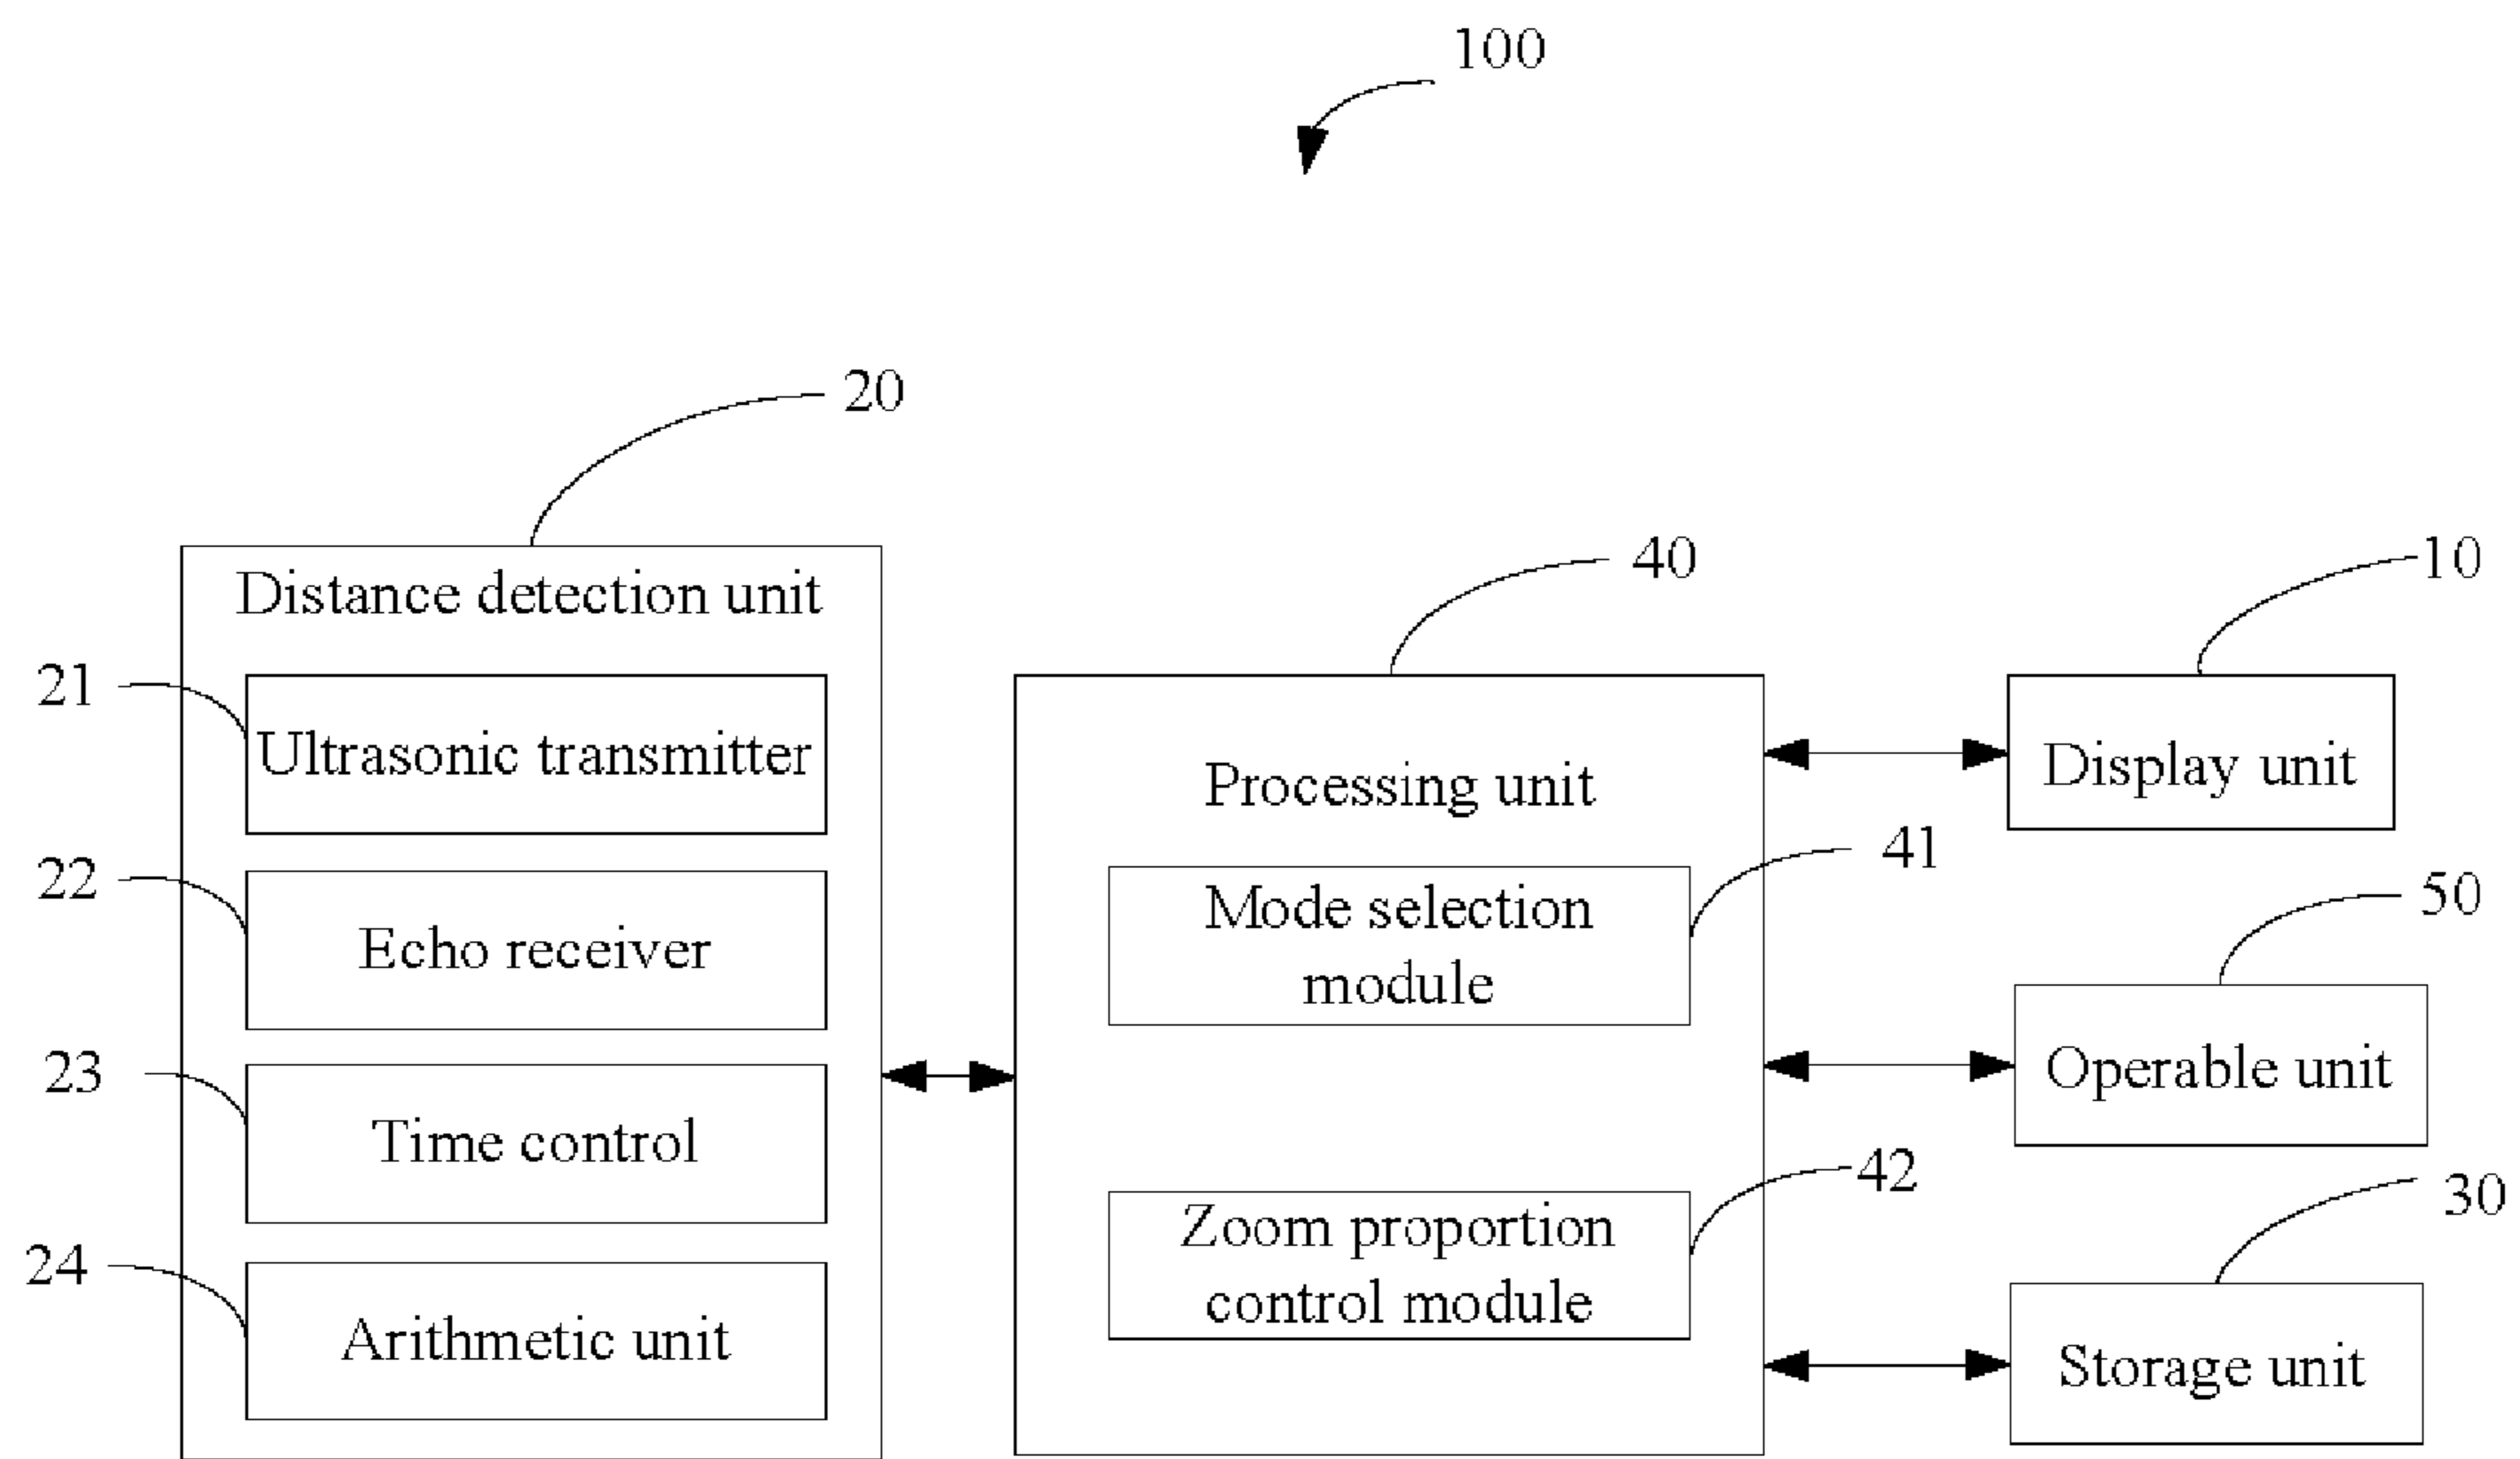 100
20
Distance detection unit
21
Ultrasonic transmitter
22
Echo receiver
23
Time control
24
Arithmetic unit
40
Processing unit
41
Mode selection
module
42
Zoom proportion
control module
10
Display unit
50
Operable unit
30
Storage unit